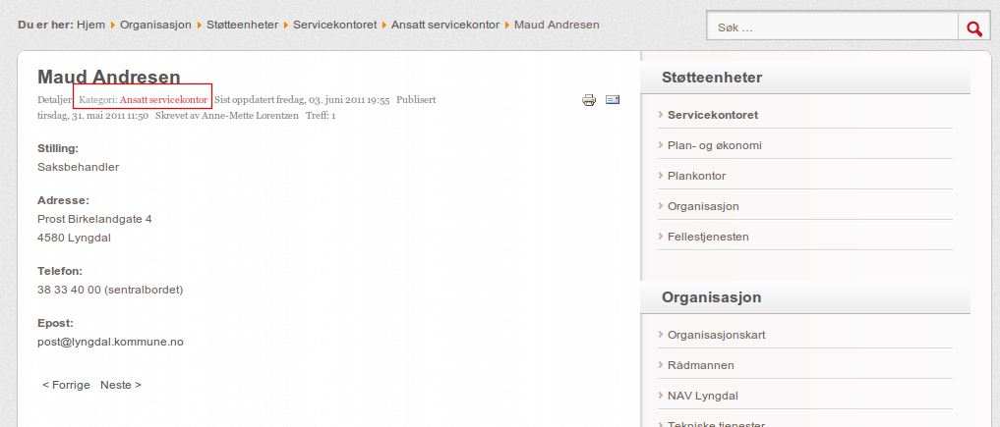 Du er her: Hjem Organisasjon Støtteenheter Servicekontoret Ansatt servicekontor Maud Andresen
Søk ...
Maud Andresen
Detaljer Kategori: Ansatt servicekontor Sist oppdatert fredag, 03. juni 2011 19:55 Publisert
tirsdag, 31. mai 2011 11:50 Skrevet av Anne-Mette Lorentzen Treff: 1
Stilling:
Saksbehandler
Adresse:
Prost Birkelandgate 4
4580 Lyngdal
Telefon:
38 33 40 00 (sentralbordet)
Epost:
post@lyngdal.kommune.no
< Forrige Neste >
Støtteenheter
Servicekontoret
Plan- og økonomi
Plankontor
Organisasjon
Fellestjenesten
Organisasjon
Organisasjonskart
Rådmannen
NAV Lyngdal
Tekniske tjenester